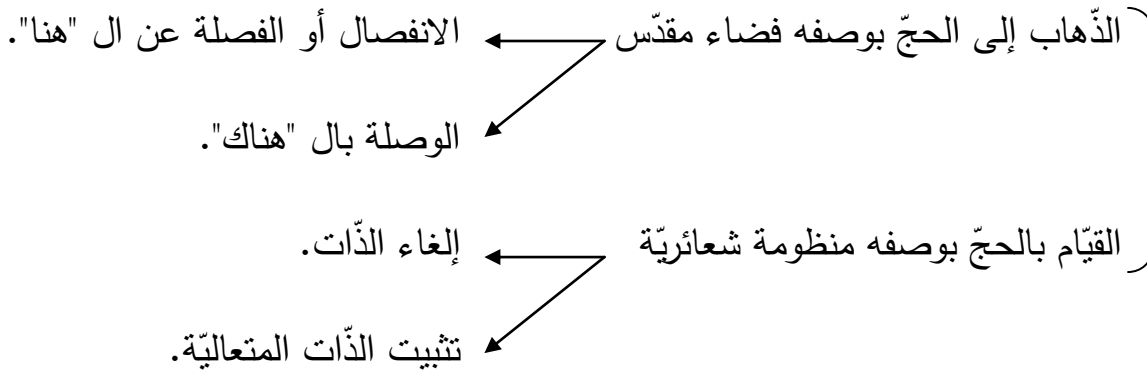 الذّهاب إلى الحجّ بوصفه فضاء مقدّس الانفصال أو الفصلة عن ال "هنا".
الوصلة بال "هناك".
القيّام بالحجّ بوصفه منظومة شعائريّة إلغاء الذّات.
تثبيت الذّات المتعاليّة.